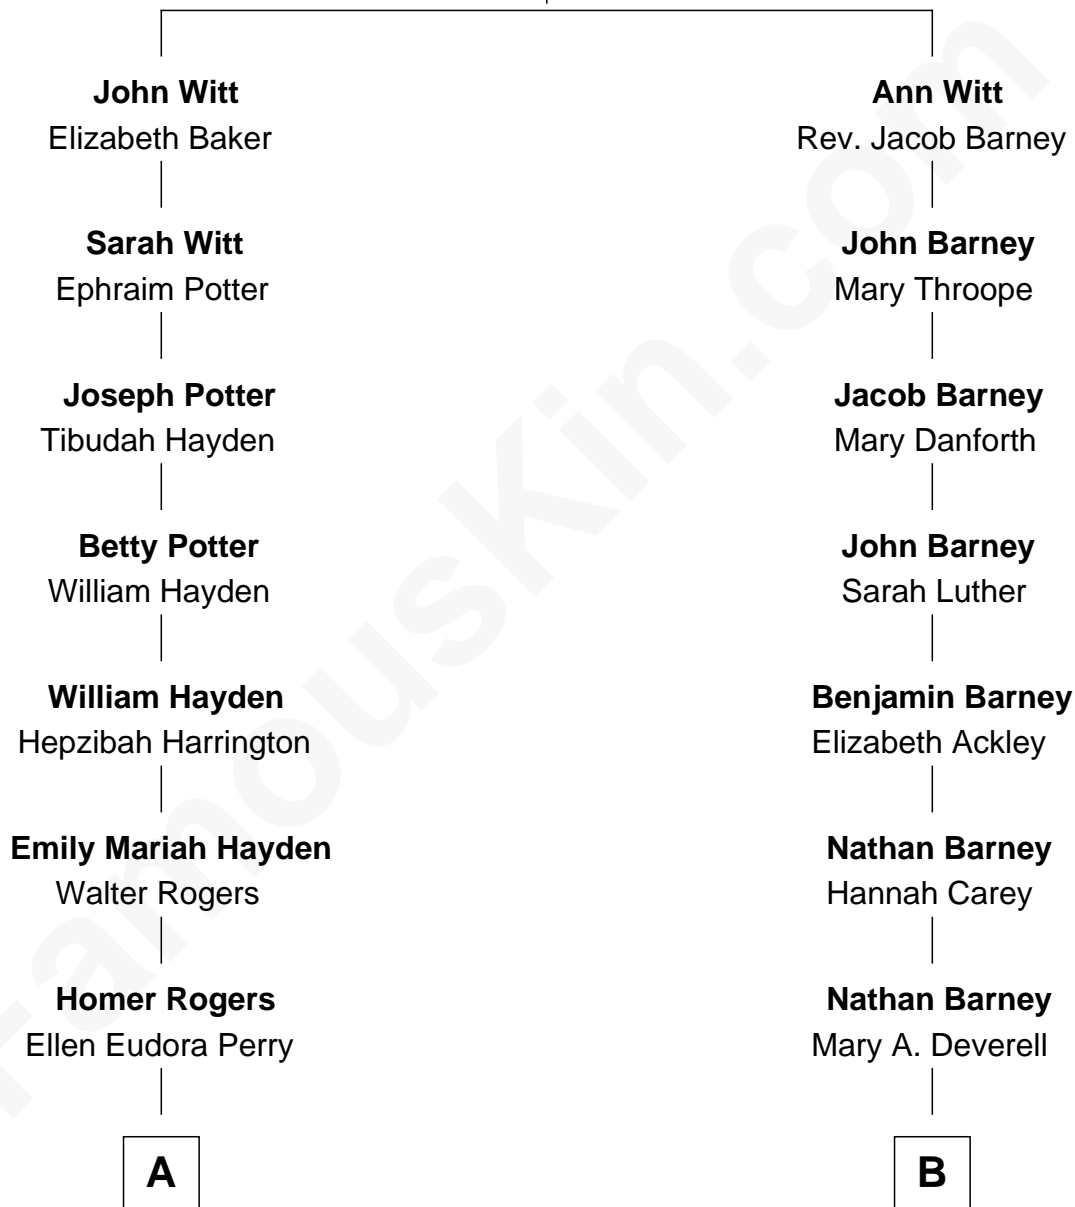 John Witt
Elizabeth Baker
Sarah Witt
Ephraim Potter
Joseph Potter
Tibudah Hayden
Betty Potter
William Hayden
William Hayden
Hepzibah Harrington
Emily Mariah Hayden
Walter Rogers
Homer Rogers
Ellen Eudora Perry
A
Ann Witt
Rev. Jacob Barney
John Barney
Mary Throope
Jacob Barney
Mary Danforth
John Barney
Sarah Luther
Benjamin Barney
Elizabeth Ackley
Nathan Barney
Hannah Carey
Nathan Barney
Mary A. Deverell
B
FamousKin.com